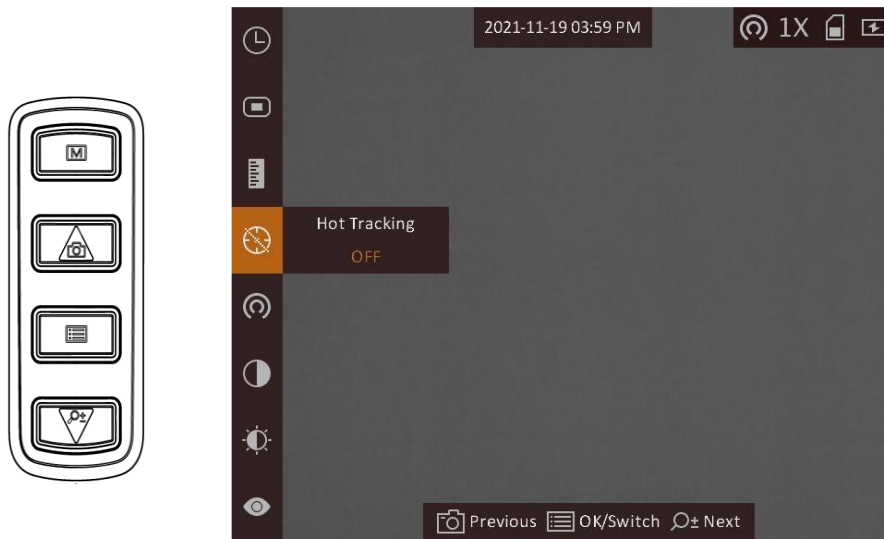 M
2021-11-19 03:59 PM
1X
Hot Tracking
OFF
Previous OK/Switch Next